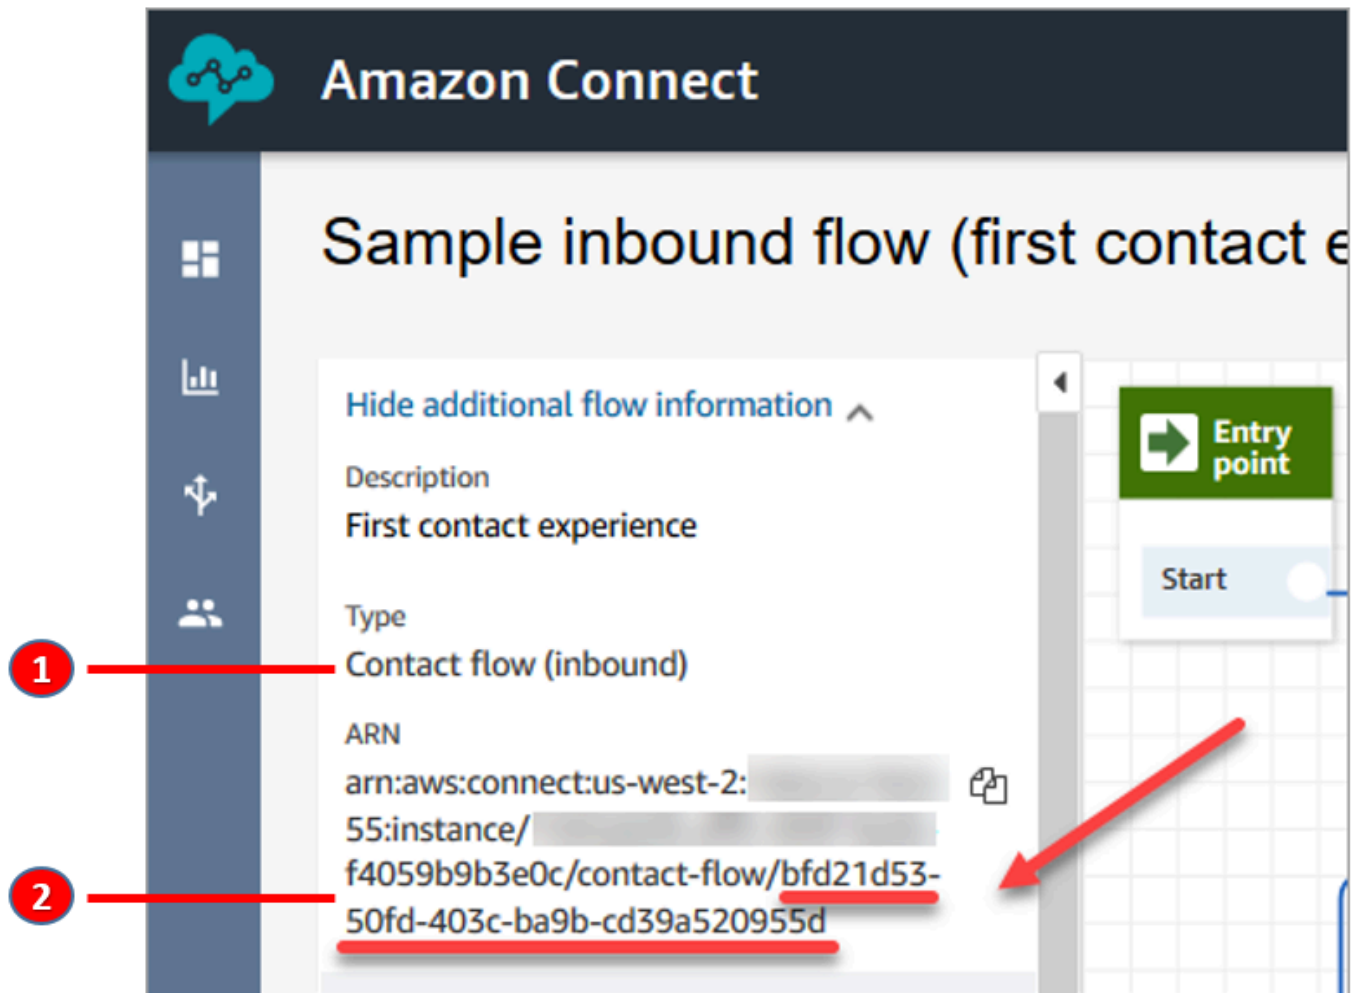 Amazon Connect
Sample inbound flow (first contact e
Hide additional flow information
Entry
point
Description
First contact experience
Start
Type
1
Contact flow (inbound)
ARN
arn:aws:connect:us-west-2:
55:instance/
f4059b9b3e0c/contact-flow/bfd21d53-
2
50fd-403c-ba9b-cd39a520955d